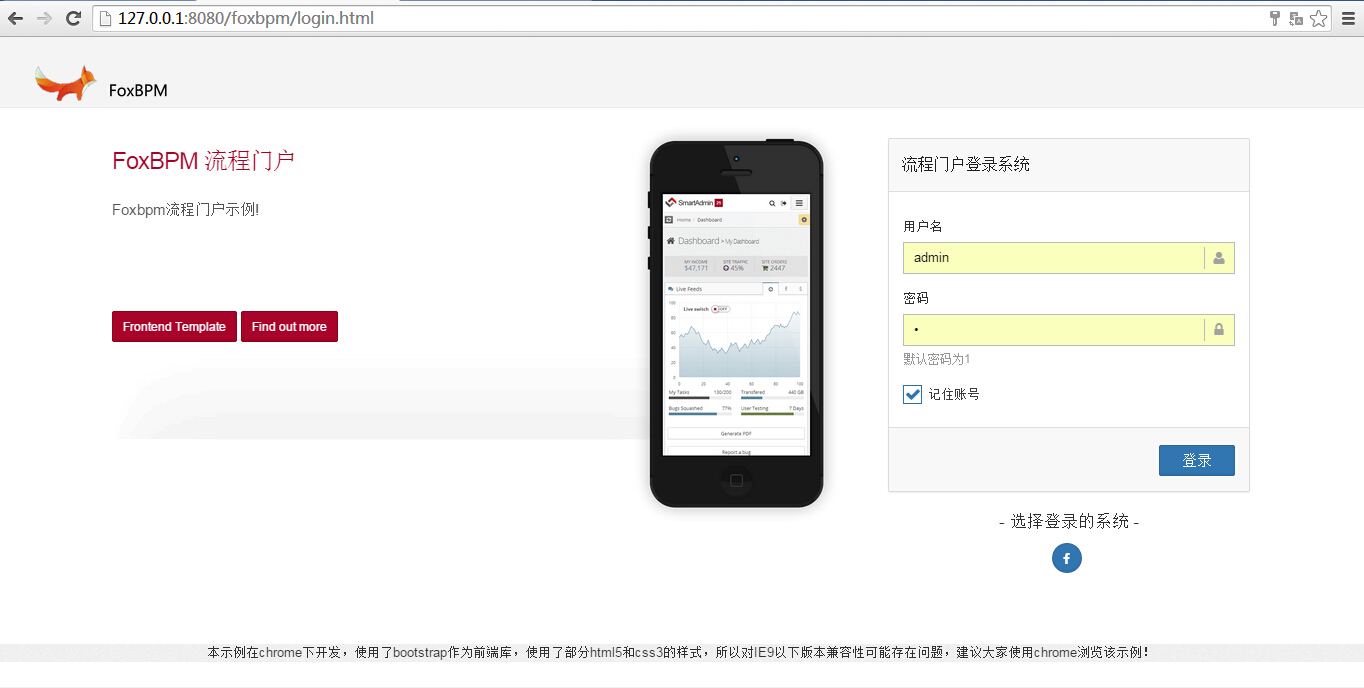 127.0.0.1:8080/foxbpm/login.html
FoxBPM
FoxBPM 流程门户
Foxbpm流程门户示例!
Frontend Template
Find out more
SmartAdmin
Home / Dashboard
Dashboard > My Dashboard
MY INCOME SITE TRAFFIC SITE ORDERS
$47,171 45% 2447
Live Feeds
Live switch OFF
100
80
60
40
20
0
0 20 40 60 80 100
My Tasks 130/200 Transfered 440 GB
Bugs Squashed 77% User Testing 7 Days
Generate PDF
Report a bug
流程门户登录系统
用户名
admin
密码
•
默认密码为1
记住账号
登录
- 选择登录的系统 -
本示例在chrome下开发，使用了bootstrap作为前端库，使用了部分html5和css3的样式，所以对IE9以下版本兼容性可能存在问题，建议大家使用chrome浏览该示例！